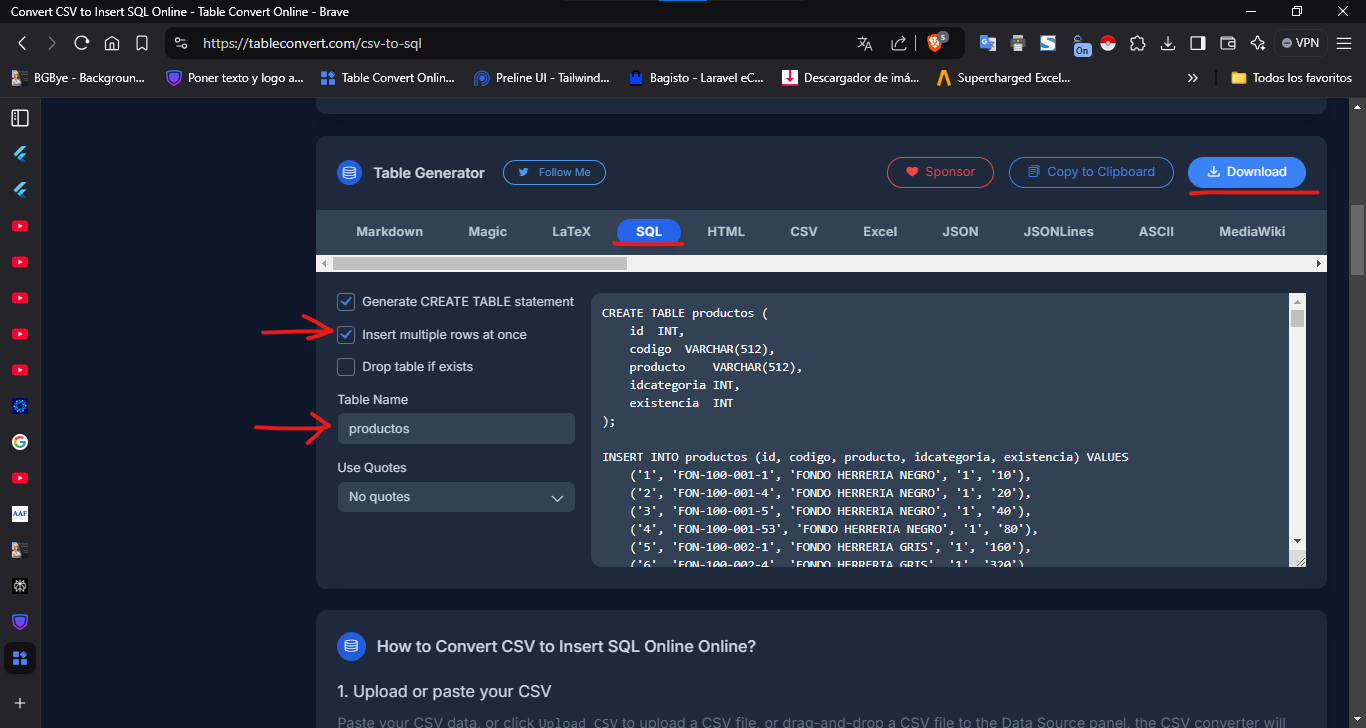 Convert CSV to Insert SQL Online - Table Convert Online - Brave
https://tableconvert.com/csv-to-sql
5
On
VPN
BGBye - Backgroun...
Poner texto y logo a...
Table Convert Onlin...
Preline UI - Tailwind...
Bagisto - Laravel eC...
Descargador de imá...
Supercharged Excel...
Todos los favoritos
Table Generator
Follow Me
Sponsor
Copy to Clipboard
Download
Markdown
Magic
LaTeX
SQL
HTML
CSV
Excel
JSON
JSONLines
ASCII
MediaWiki
Generate CREATE TABLE statement
Insert multiple rows at once
Drop table if exists
Table Name
productos
Use Quotes
No quotes
CREATE TABLE productos (
id INT,
codigo VARCHAR(512),
producto VARCHAR(512),
idcategoria INT,
existencia INT
);
INSERT INTO productos (id, codigo, producto, idcategoria, existencia) VALUES
('1', 'FON-100-001-1', 'FONDO HERRERIA NEGRO', '1', '10'),
('2', 'FON-100-001-4', 'FONDO HERRERIA NEGRO', '1', '20'),
('3', 'FON-100-001-5', 'FONDO HERRERIA NEGRO', '1', '40'),
('4', 'FON-100-001-53', 'FONDO HERRERIA NEGRO', '1', '80'),
('5', 'FON-100-002-1', 'FONDO HERRERIA GRIS', '1', '160'),
('6', 'FON-100-002-4', 'FONDO HERRERIA GRIS', '1', '320'),
AAF
How to Convert CSV to Insert SQL Online Online?
1. Upload or paste your CSV
Paste your CSV data, or click Upload CSV to upload a CSV file, or drag-and-drop a CSV file to the Data Source panel, the CSV converter will